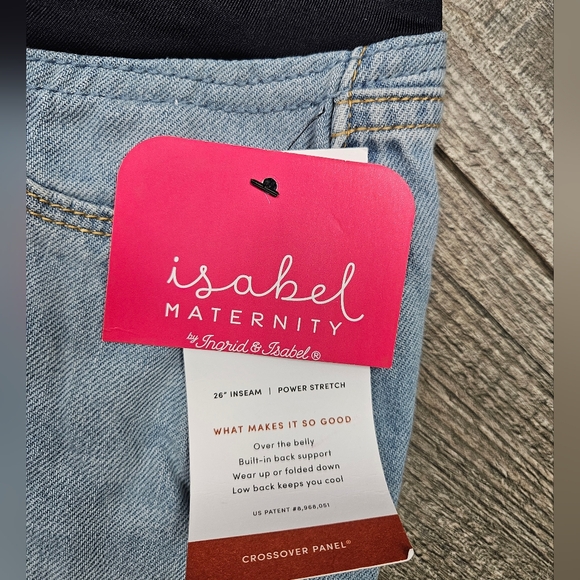 isabel
MATERNITY
by Ingrid & Isabel®
26" INSEAM | POWER STRETCH
WHAT MAKES IT SO GOOD
Over the belly
Built-in back support
Wear up or folded down
Low back keeps you cool
US PATENT #8,966,051
CROSSOVER PANEL®